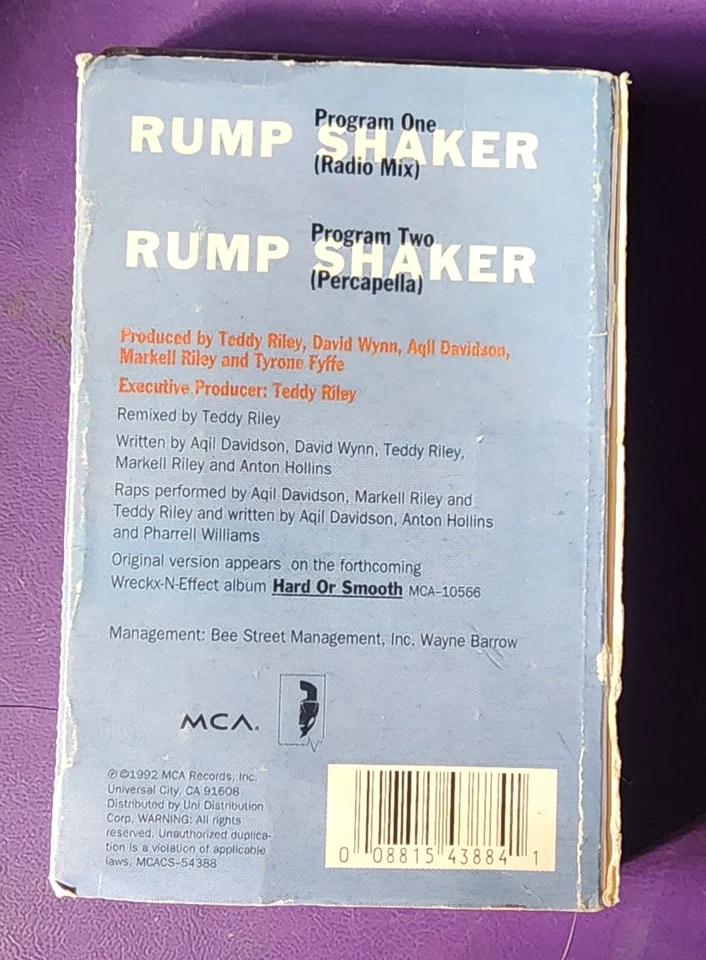 Program One
RUMP SHAKER
(Radio Mix)
Program Two
RUMP SHAKER
(Percapella)
Produced by Teddy Riley, David Wynn, Aqil Davidson,
Markell Riley and Tyrone Fyffe
Executive Producer: Teddy Riley
Remixed by Teddy Riley
Written by Aqil Davidson, David Wynn, Teddy Riley,
Markell Riley and Anton Hollins
Raps performed by Aqil Davidson, Markell Riley and
Teddy Riley and written by Aqil Davidson, Anton Hollins
and Pharrell Williams
Original version appears on the forthcoming
Wreckx-N-Effect album Hard Or Smooth MCA-10566
Management: Bee Street Management, Inc. Wayne Barrow
MCA.
℗©1992 MCA Records, Inc.
Universal City, CA 91608
Distributed by Uni Distribution
Corp. WARNING: All rights
reserved. Unauthorized duplica-
tion is a violation of applicable
laws. MCACS-54388
0 08815 43884 1